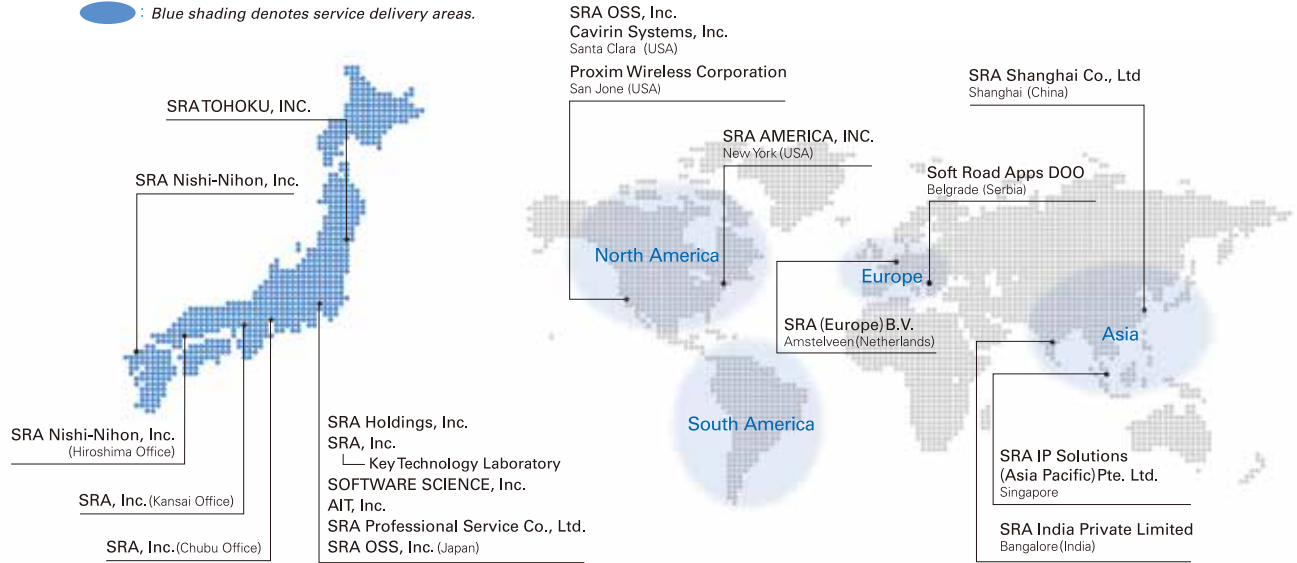 : Blue shading denotes service delivery areas.
SRA TOHOKU, INC.
SRA Nishi-Nihon, Inc.
SRA Nishi-Nihon, Inc.
(Hiroshima Office)
SRA, Inc. (Kansai Office)
SRA, Inc. (Chubu Office)
SRA Holdings, Inc.
SRA, Inc.
Key Technology Laboratory
SOFTWARE SCIENCE, Inc.
AIT, Inc.
SRA Professional Service Co., Ltd.
SRA OSS, Inc. (Japan)
SRA OSS, Inc.
Cavirin Systems, Inc.
Santa Clara (USA)
Proxim Wireless Corporation
San Jone (USA)
SRA AMERICA, INC.
New York (USA)
SRA Shanghai Co., Ltd
Shanghai (China)
Soft Road Apps DOO
Belgrade (Serbia)
North America
Europe
Asia
South America
SRA (Europe) B.V.
Amstelveen (Netherlands)
SRA IP Solutions
(Asia Pacific) Pte. Ltd.
Singapore
SRA India Private Limited
Bangalore (India)